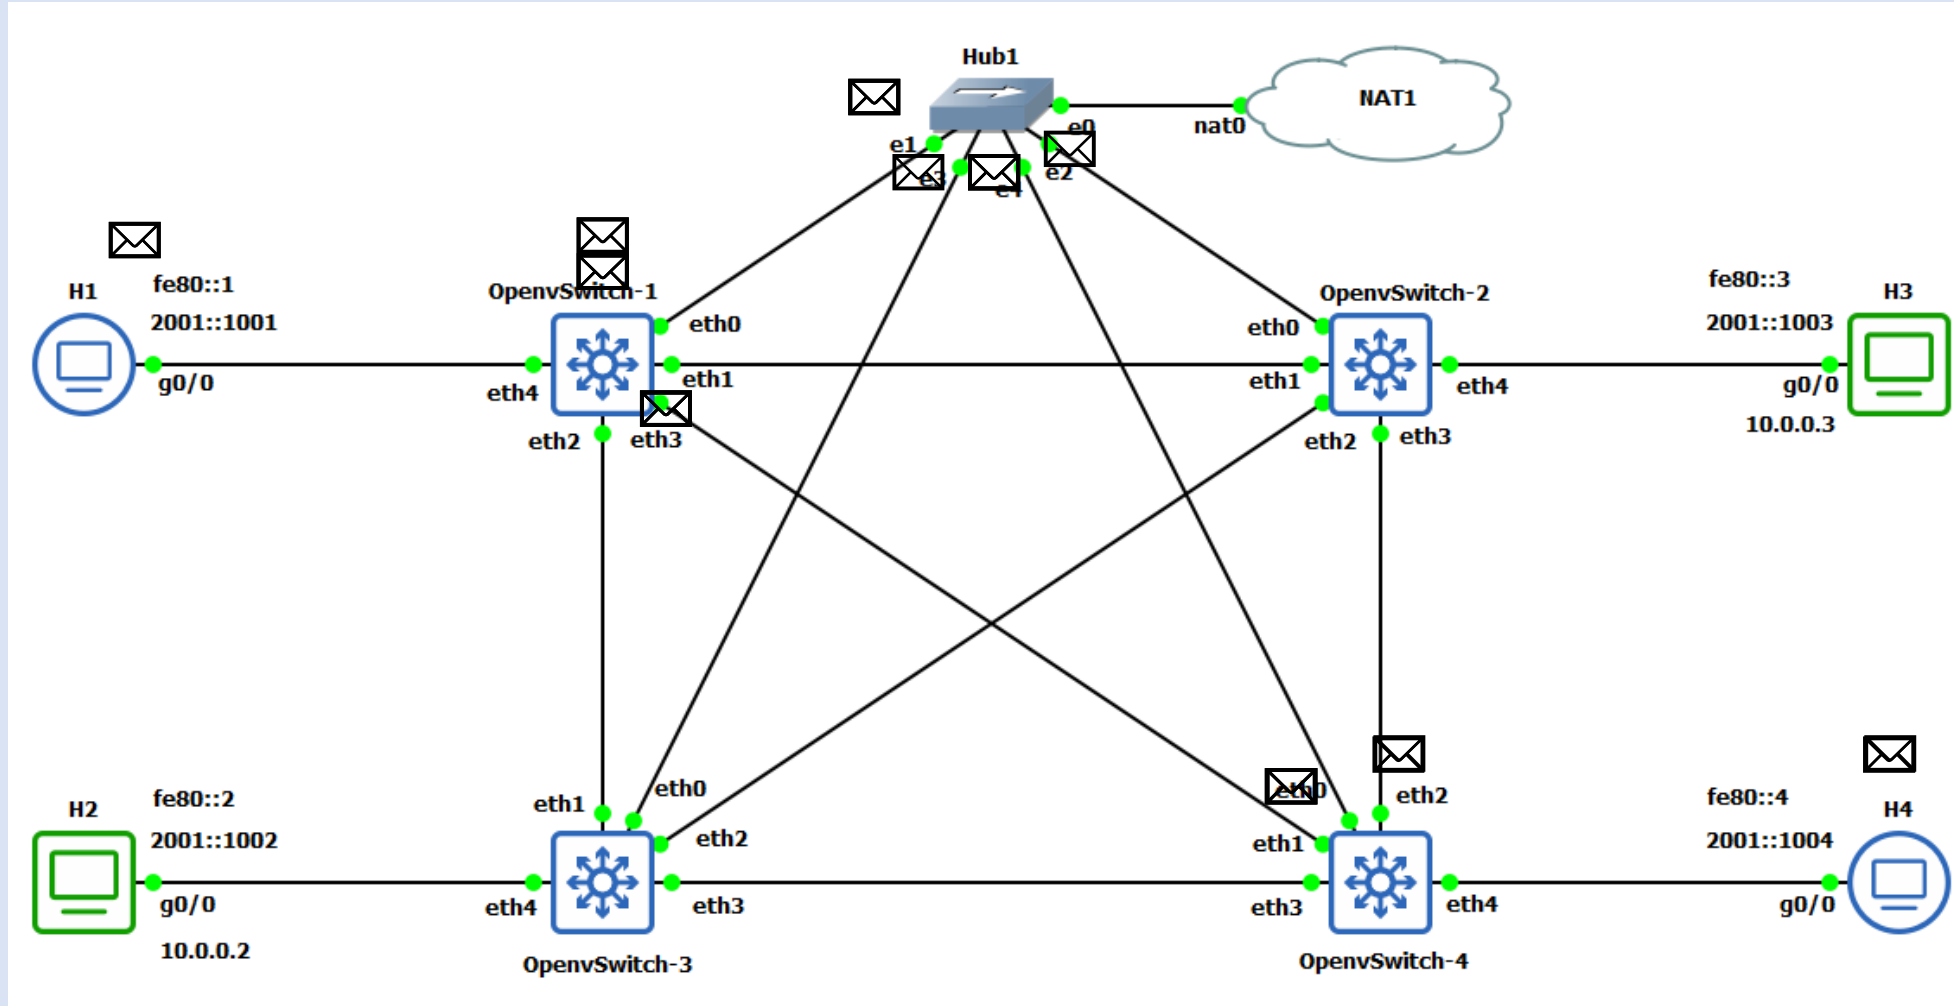 Hub1
NAT1
e0
nat0
e1
e2
e3
e4
fe80::1
H1
2001::1001
g0/0
OpenvSwitch-1
eth0
eth4
eth1
eth2
eth3
OpenvSwitch-2
eth0
eth1
eth4
eth2
eth3
fe80::3
H3
2001::1003
g0/0
10.0.0.3
fe80::2
H2
2001::1002
g0/0
10.0.0.2
eth1
eth0
eth2
eth4
eth3
OpenvSwitch-3
eth0
eth2
eth1
eth3
eth4
OpenvSwitch-4
fe80::4
H4
2001::1004
g0/0